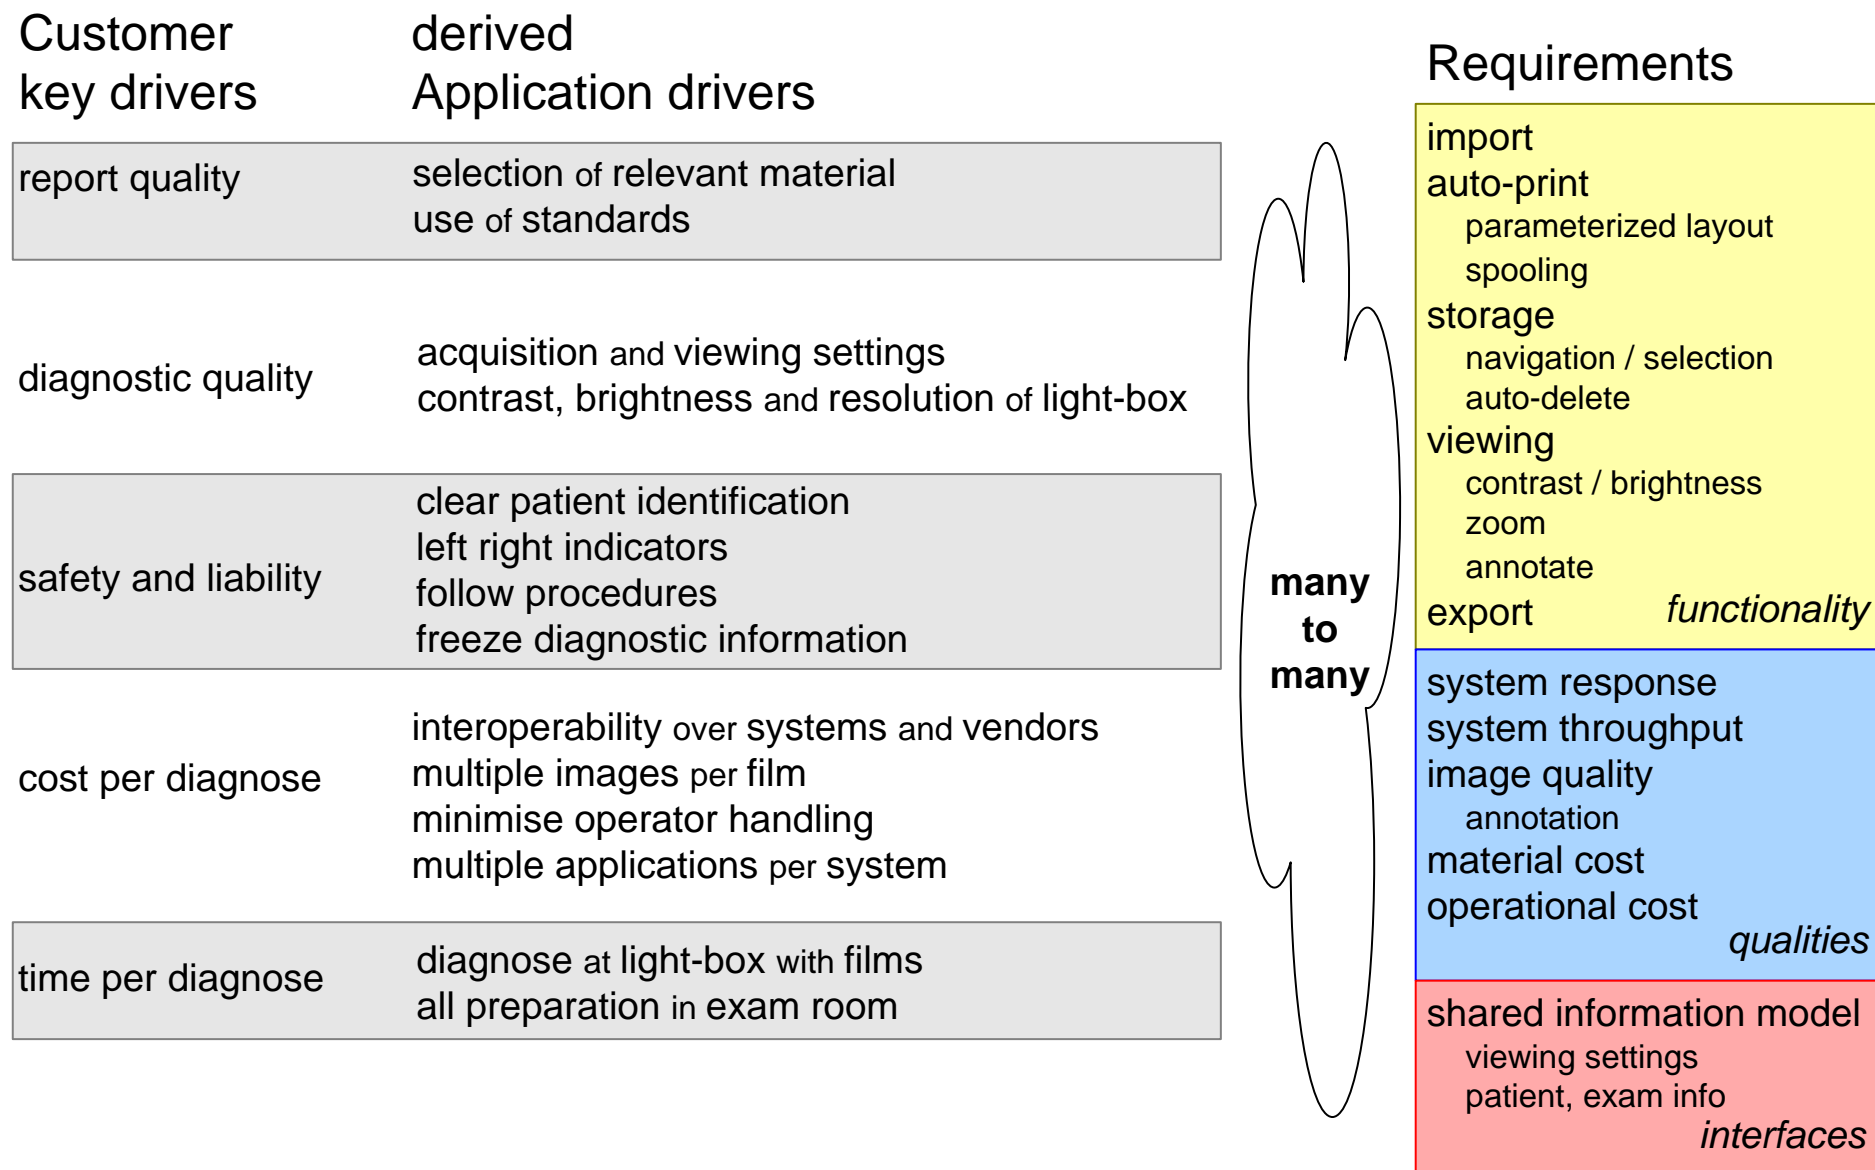 Customer
key drivers
derived
Application drivers
Requirements
report quality
selection of relevant material
use of standards
diagnostic quality
acquisition and viewing settings
contrast, brightness and resolution of light-box
safety and liability
clear patient identification
left right indicators
follow procedures
freeze diagnostic information
cost per diagnose
interoperability over systems and vendors
multiple images per film
minimise operator handling
multiple applications per system
time per diagnose
diagnose at light-box with films
all preparation in exam room
many
to
many
import
auto-print
parameterized layout
spooling
storage
navigation / selection
auto-delete
viewing
contrast / brightness
zoom
annotate
export
functionality
system response
system throughput
image quality
annotation
material cost
operational cost
qualities
shared information model
viewing settings
patient, exam info
interfaces